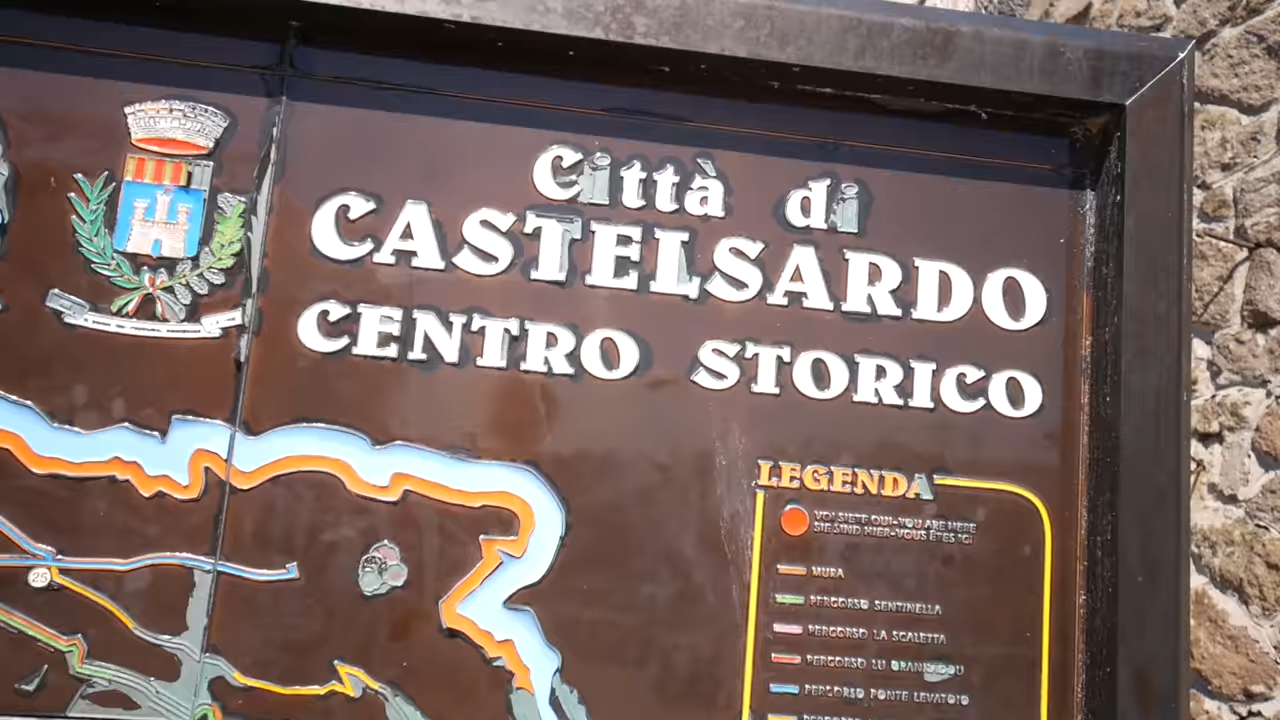 Città di
CASTELSARDO
CENTRO STORICO
LEGENDA
VOI SIETE QUI-YOU ARE HERE
SIE SIND HIER-VOUS ÊTES ICI
MURA
PERCORSO SENTINELLA
PERCORSO LA SCALETTA
PERCORSO LU
PERCORSO PONTE LEVATOIO
25